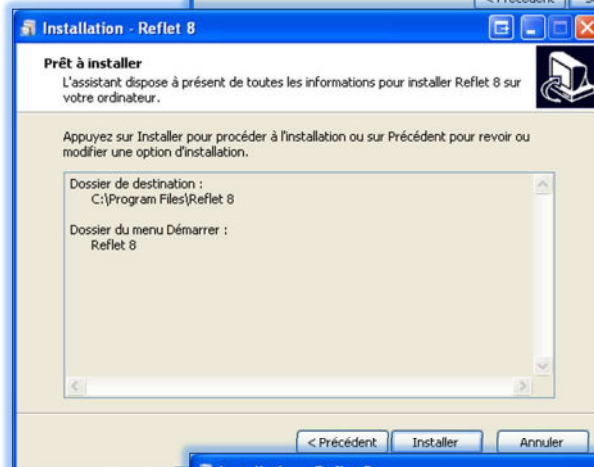 < Précédent
Installation - Reflet 8
Prêt à installer
L'assistant dispose à présent de toutes les informations pour installer Reflet 8 sur
votre ordinateur.
Appuyez sur Installer pour procéder à l'installation ou sur Précédent pour revoir ou
modifier une option d'installation.
Dossier de destination :
C:\Program Files\Reflet 8
Dossier du menu Démarrer :
Reflet 8
< Précédent Installer Annuler